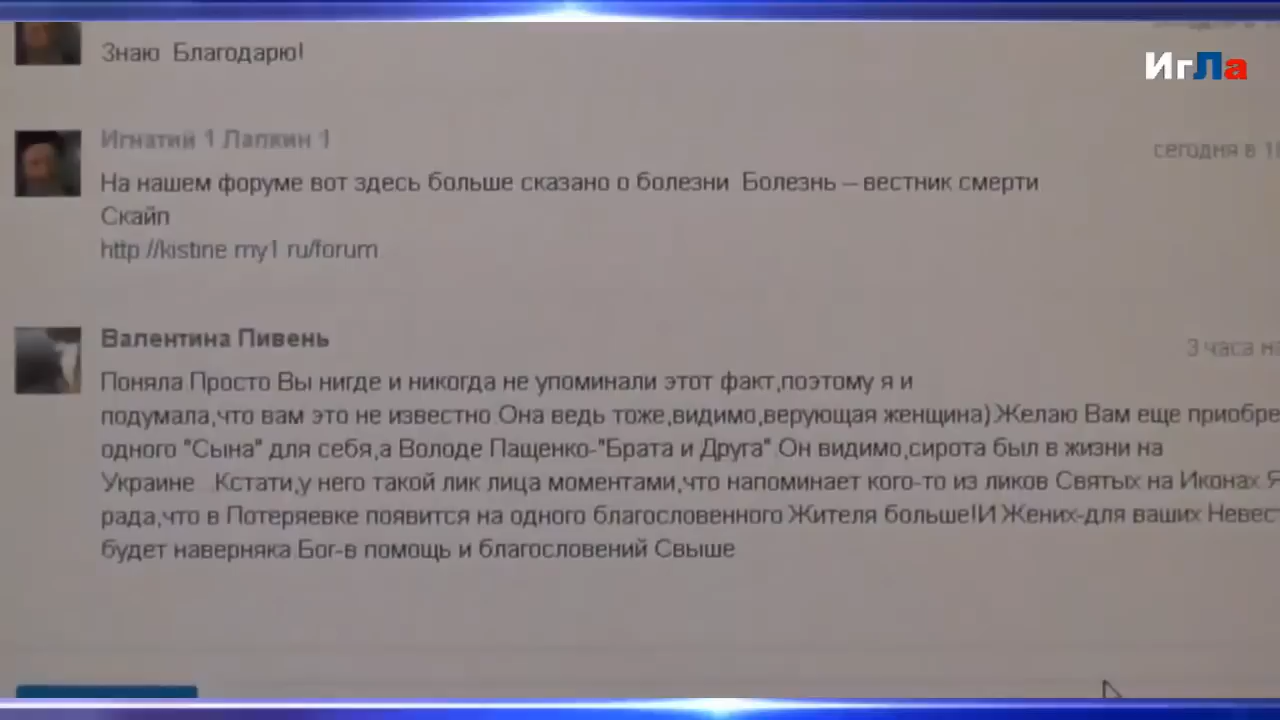 Знаю Благодарю!
ИгЛа
Игнатий 1 Лапкин 1
сегодня в
На нашем форуме вот здесь больше сказано о болезни Болезнь – вестник смерти
Скайп
http //kistine my1 ru/forum
Валентина Пивень
3 часа
Поняла Просто Вы нигде и никогда не упоминали этот факт,поэтому я и
подумала,что вам это не известно Она ведь тоже,видимо,верующая женщина) Желаю Вам еще приобре
одного "Сына" для себя,а Володе Пащенко-"Брата и Друга" Он видимо,сирота был в жизни на
Украине Кстати,у него такой лик лица моментами,что напоминает кого-то из ликов Святых на Иконах Я
рада,что в Потеряевке появится на одного благословенного Жителя больше!И Жених-для ваших Невест
будет наверняка Бог-в помощь и благословений Свыше